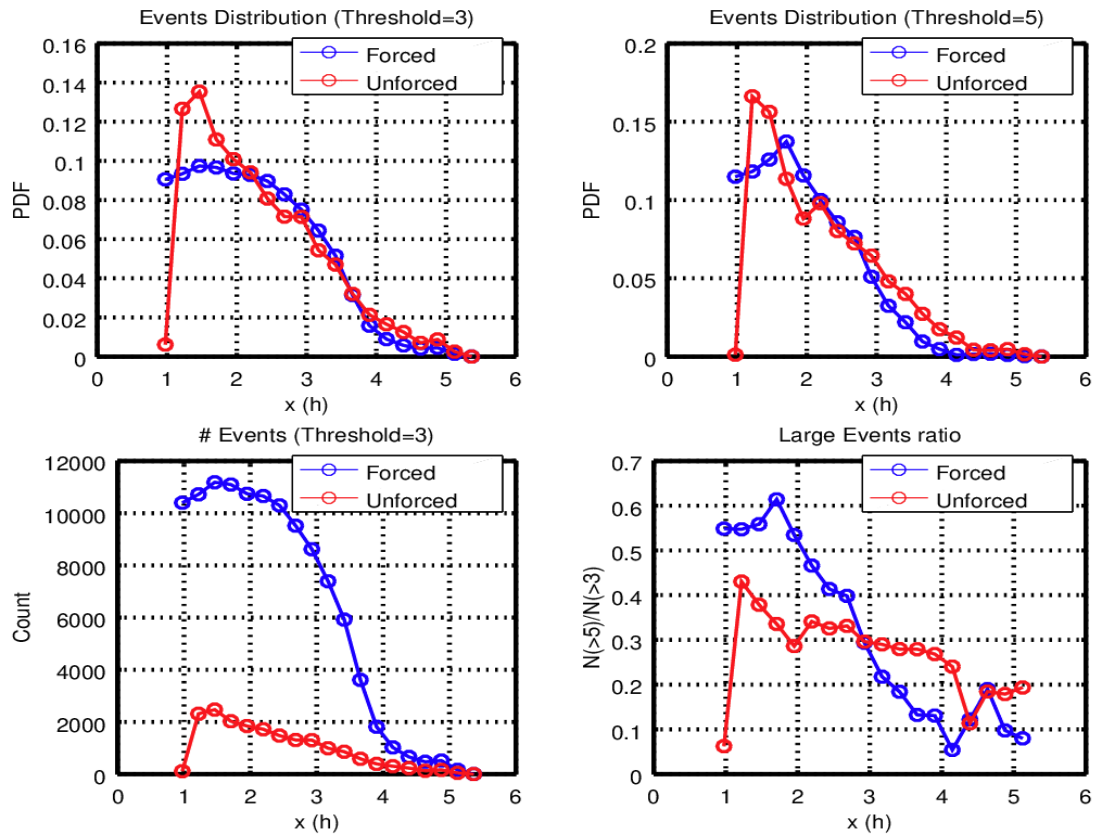 Events Distribution (Threshold=3)
0.16
0.14
0.12
0.1
0.08
0.06
0.04
0.02
0
PDF
Forced
Unforced
0 1 2 3 4 5 6
x (h)
Events Distribution (Threshold=5)
0.2
0.15
0.1
0.05
0
PDF
Forced
Unforced
0 1 2 3 4 5 6
x (h)
# Events (Threshold=3)
12000
10000
8000
6000
4000
2000
0
Count
Forced
Unforced
0 1 2 3 4 5 6
x (h)
Large Events ratio
0.7
0.6
0.5
0.4
0.3
0.2
0.1
0
N(>5)/N(>3)
Forced
Unforced
0 1 2 3 4 5 6
x (h)